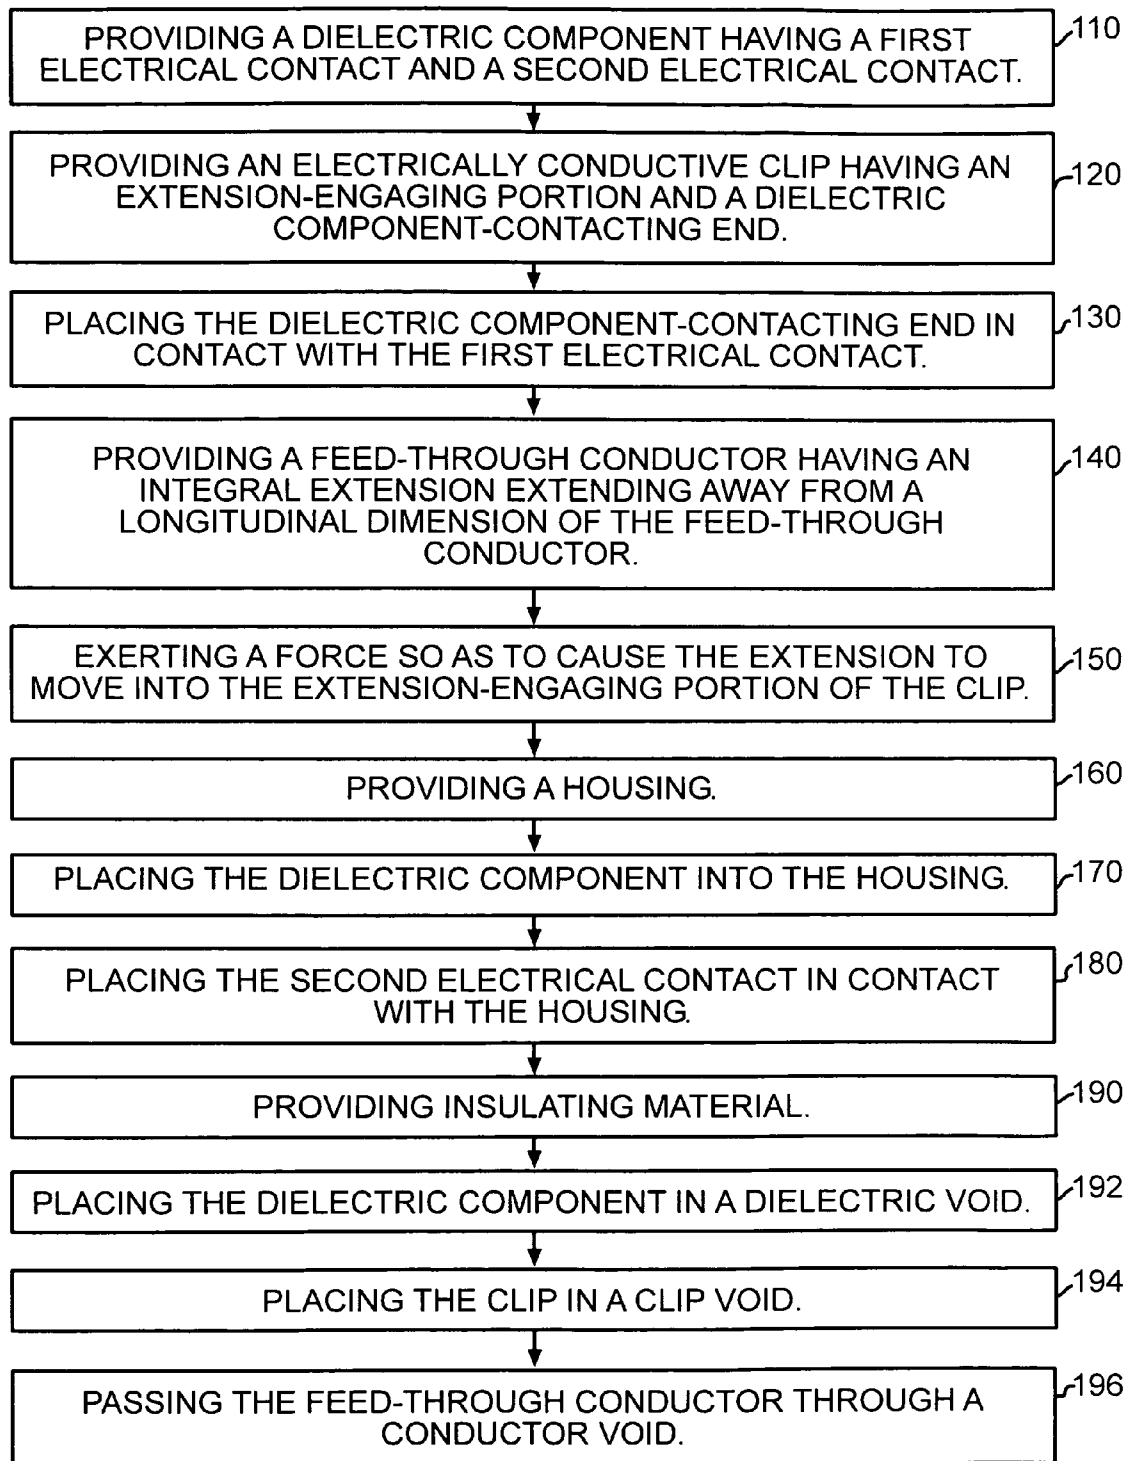 PROVIDING A DIELECTRIC COMPONENT HAVING A FIRST
ELECTRICAL CONTACT AND A SECOND ELECTRICAL CONTACT.
110
PROVIDING AN ELECTRICALLY CONDUCTIVE CLIP HAVING AN
EXTENSION-ENGAGING PORTION AND A DIELECTRIC
COMPONENT-CONTACTING END.
120
PLACING THE DIELECTRIC COMPONENT-CONTACTING END IN
CONTACT WITH THE FIRST ELECTRICAL CONTACT.
130
PROVIDING A FEED-THROUGH CONDUCTOR HAVING AN
INTEGRAL EXTENSION EXTENDING AWAY FROM A
LONGITUDINAL DIMENSION OF THE FEED-THROUGH
CONDUCTOR.
140
EXERTING A FORCE SO AS TO CAUSE THE EXTENSION TO
MOVE INTO THE EXTENSION-ENGAGING PORTION OF THE CLIP.
150
PROVIDING A HOUSING.
160
PLACING THE DIELECTRIC COMPONENT INTO THE HOUSING.
170
PLACING THE SECOND ELECTRICAL CONTACT IN CONTACT
WITH THE HOUSING.
180
PROVIDING INSULATING MATERIAL.
190
PLACING THE DIELECTRIC COMPONENT IN A DIELECTRIC VOID.
192
PLACING THE CLIP IN A CLIP VOID.
194
PASSING THE FEED-THROUGH CONDUCTOR THROUGH A
CONDUCTOR VOID.
196